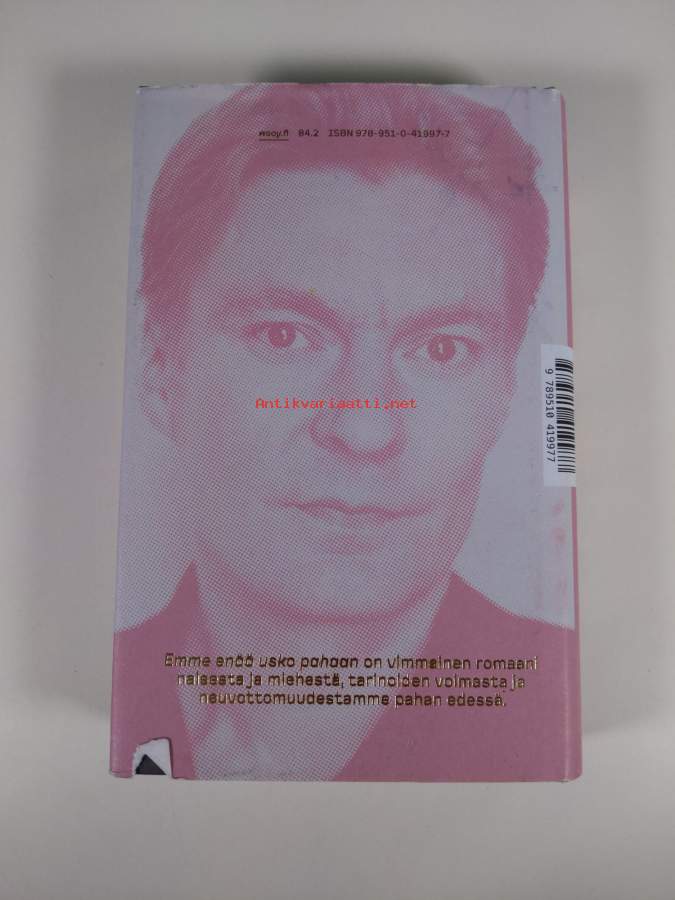 wsoy.fi 84.2 ISBN 978-951-0-41997-7
Antikvariaatti.net
9 789510 419977
Emme enää usko pahaan on vimmainen romaani
naisesta ja miehestä, tarinoiden voimasta ja
neuvottomuudestamme pahan edessä.